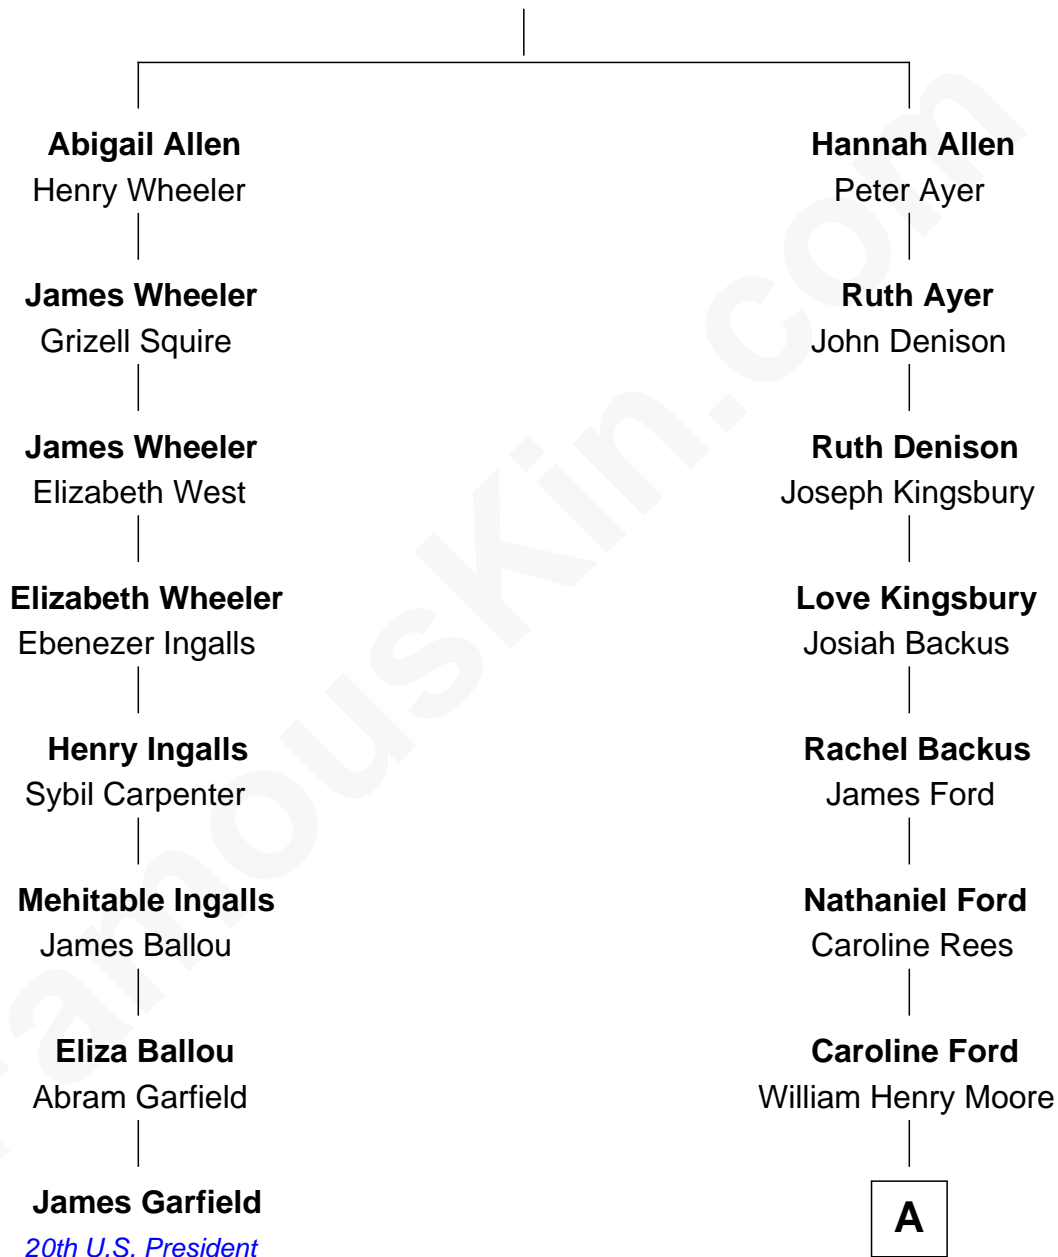 Abigail Allen
Henry Wheeler
James Wheeler
Grizell Squire
James Wheeler
Elizabeth West
Elizabeth Wheeler
Ebenezer Ingalls
Henry Ingalls
Sybil Carpenter
Mehitable Ingalls
James Ballou
Eliza Ballou
Abram Garfield
James Garfield
20th U.S. President
Hannah Allen
Peter Ayer
Ruth Ayer
John Denison
Ruth Denison
Joseph Kingsbury
Love Kingsbury
Josiah Backus
Rachel Backus
James Ford
Nathaniel Ford
Caroline Rees
Caroline Ford
William Henry Moore
A
FamousKin.com